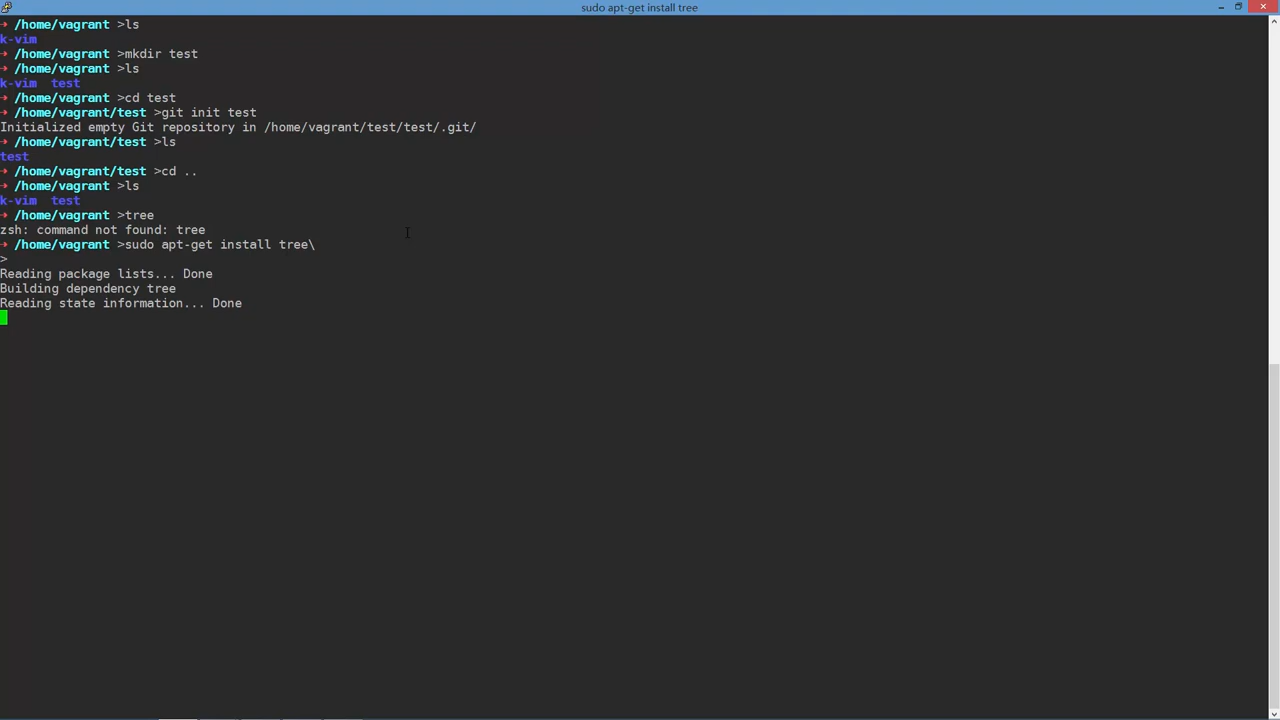 sudo apt-get install tree
➜ /home/vagrant >ls
k-vim
➜ /home/vagrant >mkdir test
➜ /home/vagrant >ls
k-vim  test
➜ /home/vagrant >cd test
➜ /home/vagrant/test >git init test
Initialized empty Git repository in /home/vagrant/test/test/.git/
➜ /home/vagrant/test >ls
test
➜ /home/vagrant/test >cd ..
➜ /home/vagrant >ls
k-vim  test
➜ /home/vagrant >tree
zsh: command not found: tree
➜ /home/vagrant >sudo apt-get install tree\
>
Reading package lists... Done
Building dependency tree
Reading state information... Done